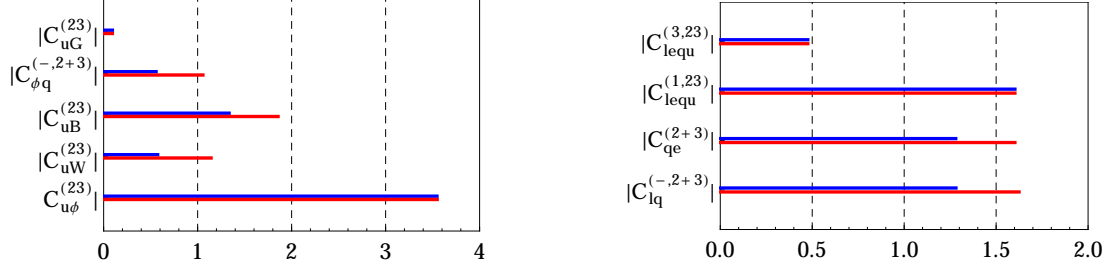 |C_{uG}^{(23)}|
|C_{ϕq}^{(-,2+3)}|
|C_{uB}^{(23)}|
|C_{uW}^{(23)}|
C_{uϕ}^{(23)}|
0 1 2 3 4
|C_{lequ}^{(3,23)}|
|C_{lequ}^{(1,23)}|
|C_{qe}^{(2+3)}|
|C_{lq}^{(-,2+3)}|
0.0 0.5 1.0 1.5 2.0